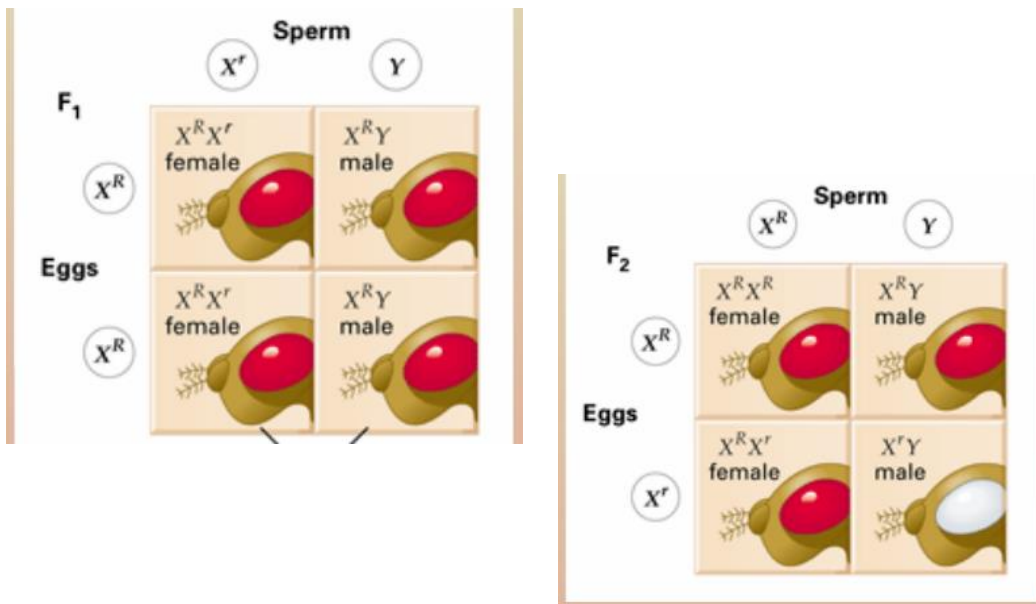 Sperm
Xʳ Y
F₁
XᴿXʳ XᴿY
female male
Xᴿ
Eggs
XᴿXʳ XᴿY
female male
Xᴿ
Sperm
Xᴿ Y
F₂
XᴿXᴿ XᴿY
female male
Xᴿ
Eggs
XᴿXʳ XʳY
female male
Xʳ